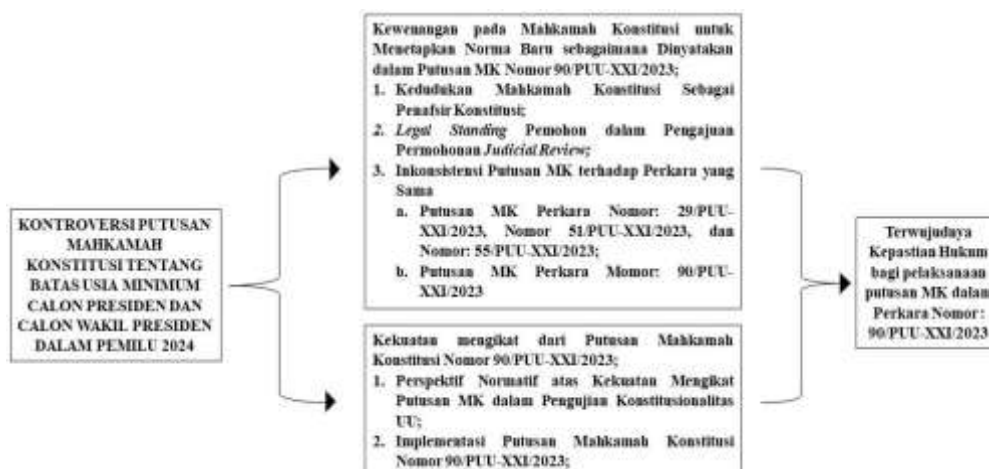 KONTROVERSI PUTUSAN
MAHKAMAH
KONSTITUSI TENTANG
BATAS USIA MINIMUM
CALON PRESIDEN DAN
CALON WAKIL PRESIDEN
DALAM PEMILU 2024
Kewenangan pada Mahkamah Konstitusi untuk
Menetapkan Norma Baru sebagaimana Dinyatakan
dalam Putusan MK Nomor 90/PUU-XXI/2023;
1. Kedudukan Mahkamah Konstitusi Sebagai
Penafsir Konstitusi;
2. Legal Standing Pemohon dalam Pengajuan
Permohonan Judicial Review;
3. Inkonsistensi Putusan MK terhadap Perkara yang
Sama
a. Putusan MK Perkara Nomor: 29/PUU-
XXI/2023, Nomor 51/PUU-XXI/2023, dan
Nomor: 55/PUU-XXI/2023;
b. Putusan MK Perkara Momor: 90/PUU-
XXI/2023
Kekuatan mengikat dari Putusan Mahkamah
Konstitusi Nomor 90/PUU-XXI/2023;
1. Perspektif Normatif atas Kekuatan Mengikat
Putusan MK dalam Pengujian Konstitusionalitas
UU;
2. Implementasi Putusan Mahkamah Konstitusi
Nomor 90/PUU-XXI/2023;
Terwujudnya
Kepastian Hukum
bagi pelaksanaan
putusan MK dalam
Perkara Nomor :
90/PUU-XXI/2023